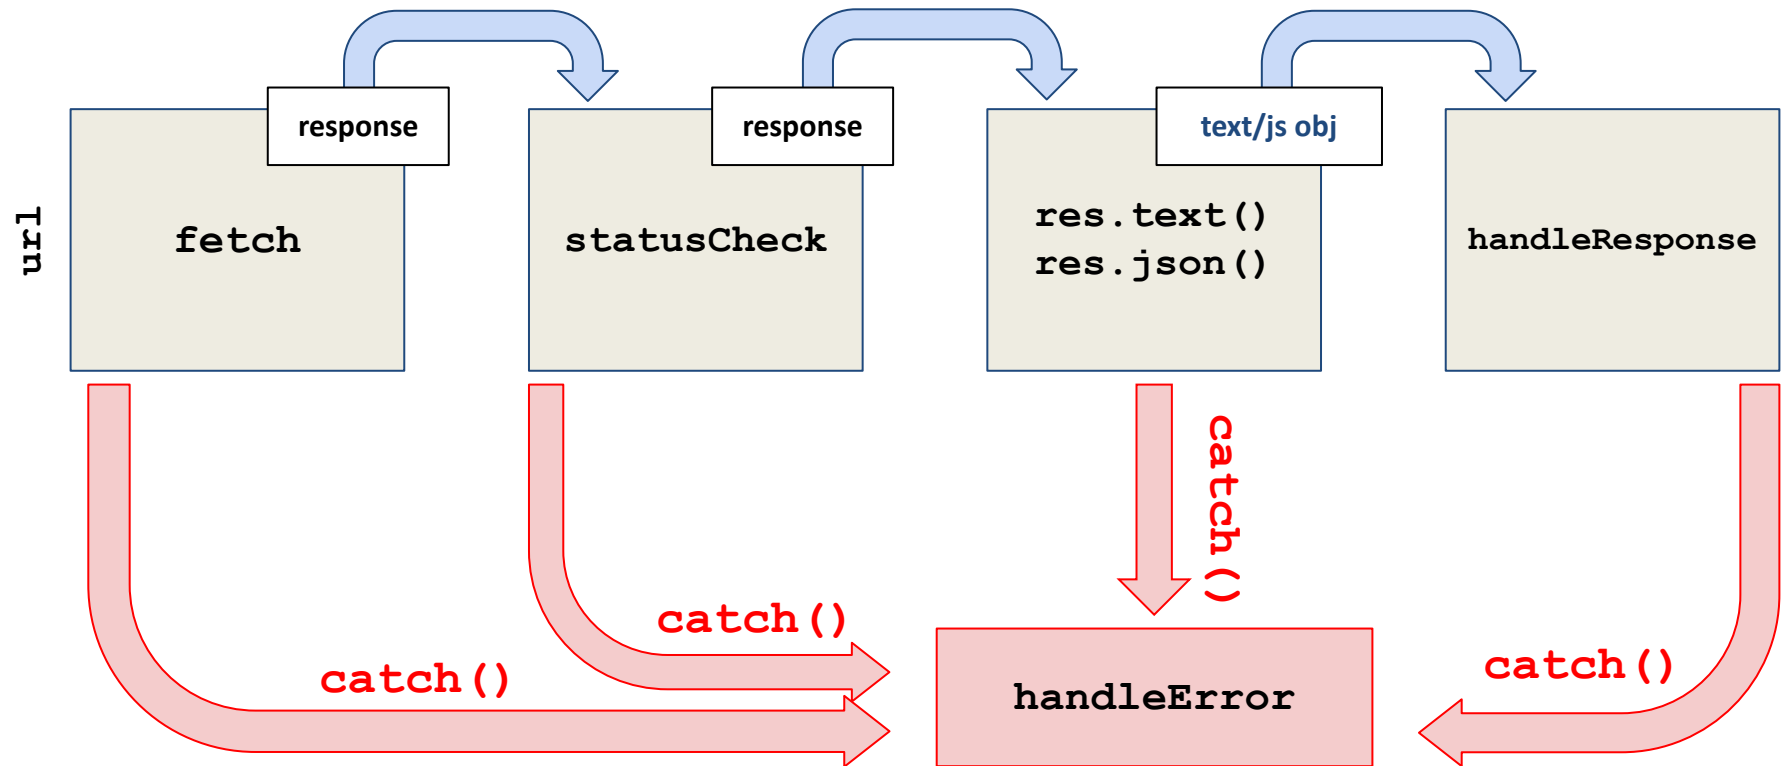 response
response
text/js obj
url
fetch
statusCheck
res.text()
res.json()
handleResponse
catch()
catch()
catch()
catch()
handleError